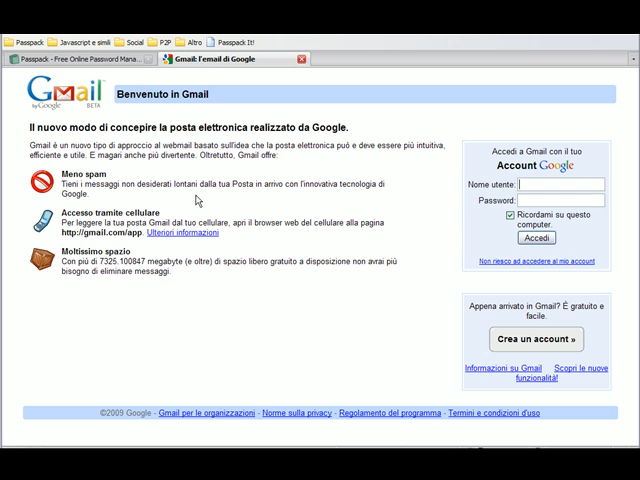 Passpack Javascript e simili Social P2P Altro Passpack It!
Passpack - Free Online Password Mana... Gmail: l'email di Google
Gmail
by Google BETA
Benvenuto in Gmail
Il nuovo modo di concepire la posta elettronica realizzato da Google.
Gmail è un nuovo tipo di approccio al webmail basato sull'idea che la posta elettronica può e deve essere più intuitiva,
efficiente e utile. E magari anche più divertente. Oltretutto, Gmail offre:
Meno spam
Tieni i messaggi non desiderati lontani dalla tua Posta in arrivo con l'innovativa tecnologia di
Google.
Accesso tramite cellulare
Per leggere la tua posta Gmail dal tuo cellulare, apri il browser web del cellulare alla pagina
http://gmail.com/app. Ulteriori informazioni
Moltissimo spazio
Con più di 7325.100847 megabyte (e oltre) di spazio libero gratuito a disposizione non avrai più
bisogno di eliminare messaggi.
Accedi a Gmail con il tuo
Account Google
Nome utente:
Password:
Ricordami su questo
computer.
Accedi
Non riesco ad accedere al mio account
Appena arrivato in Gmail? È gratuito e
facile.
Crea un account »
Informazioni su Gmail Scopri le nuove
funzionalità!
©2009 Google - Gmail per le organizzazioni - Norme sulla privacy - Regolamento del programma - Termini e condizioni d'uso